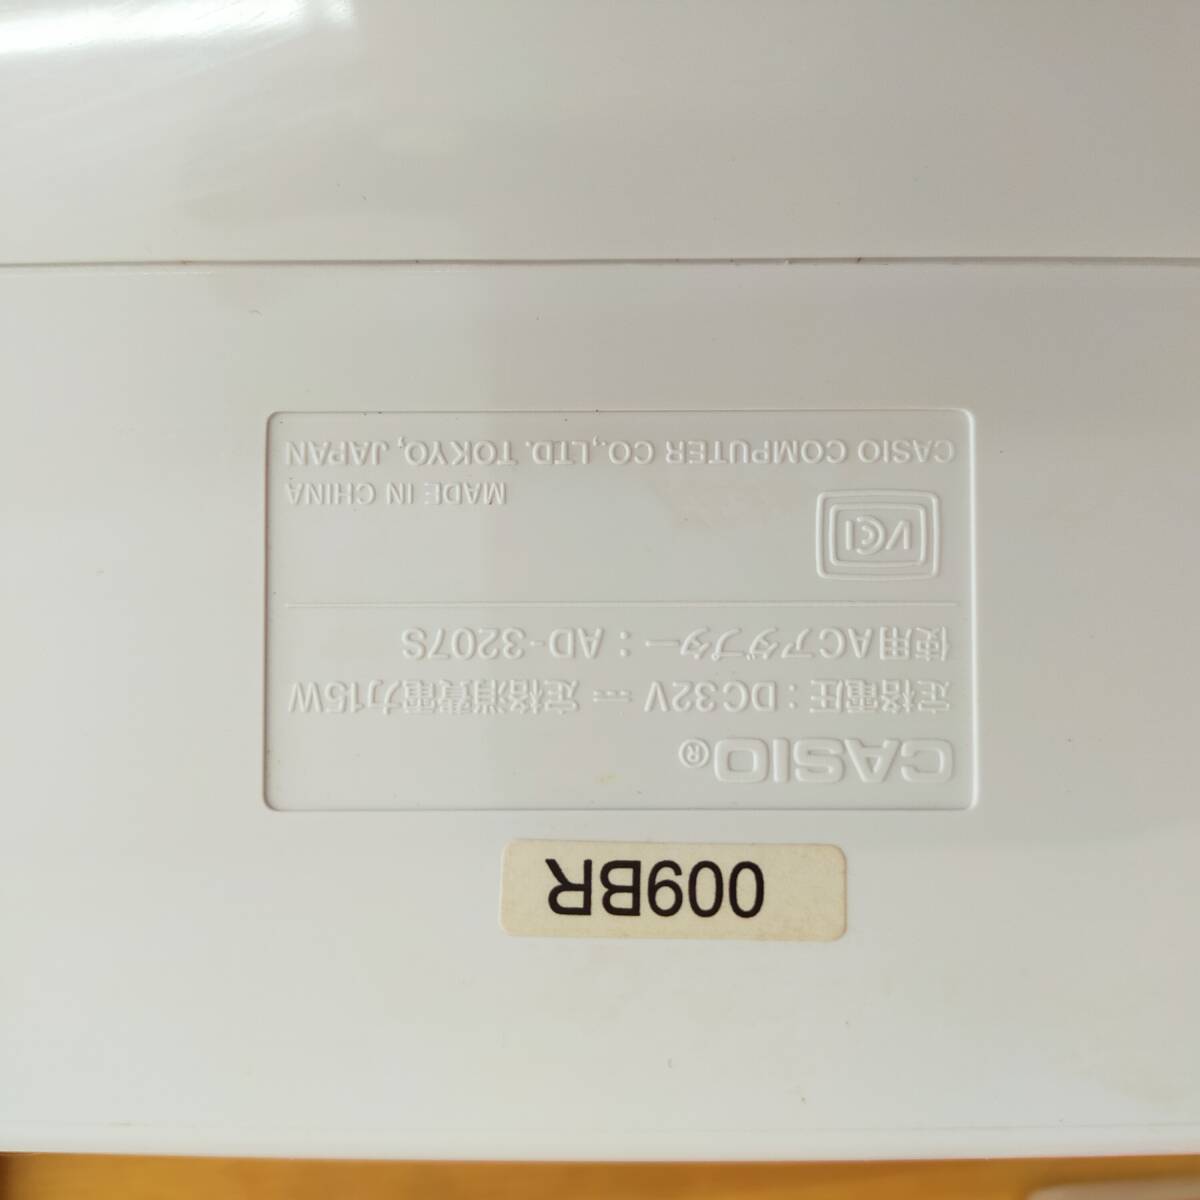 009BR
CASIO®
定格電圧：DC32V ⎓ 定格消費電力15W
使用ACアダプター：AD-3207S
VCI
MADE IN CHINA
CASIO COMPUTER CO.,LTD. TOKYO, JAPAN